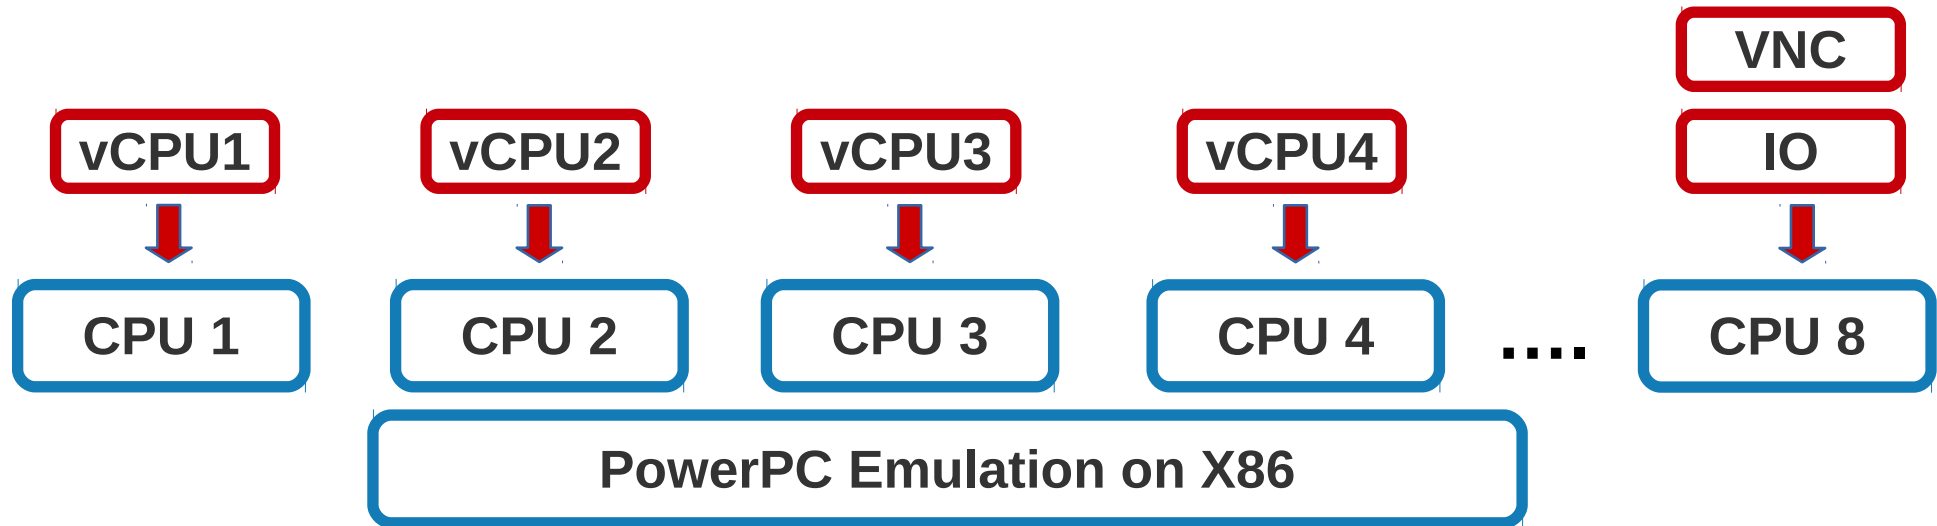 VNC
vCPU1 vCPU2 vCPU3 vCPU4 IO
CPU 1 CPU 2 CPU 3 CPU 4 .... CPU 8
PowerPC Emulation on X86